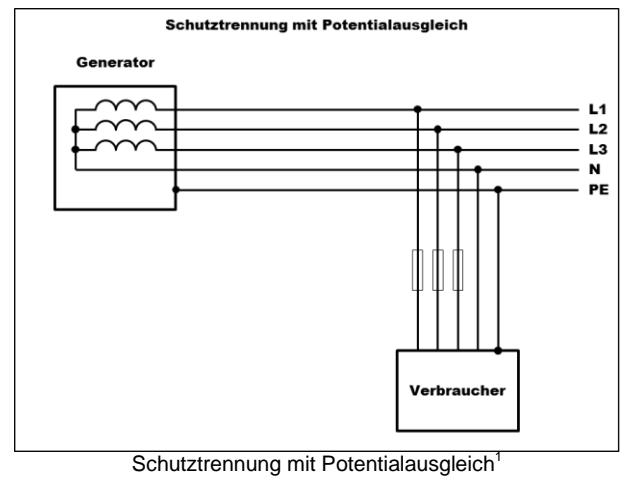 Schutztrennung mit Potentialausgleich
Generator
L1
L2
L3
N
PE
Verbraucher
Schutztrennung mit Potentialausgleich¹